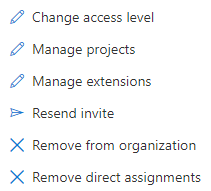 Change access level
Manage projects
Manage extensions
Resend invite
Remove from organization
Remove direct assignments